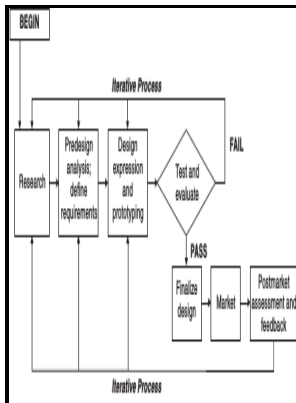 BEGIN
Iterative Process
Research
Predesign
analysis;
define
requirements
Design
expression
and
prototyping
Test and
evaluate
FAIL
PASS
Finalize
design
Market
Postmarket
assessment and
feedback
Iterative Process